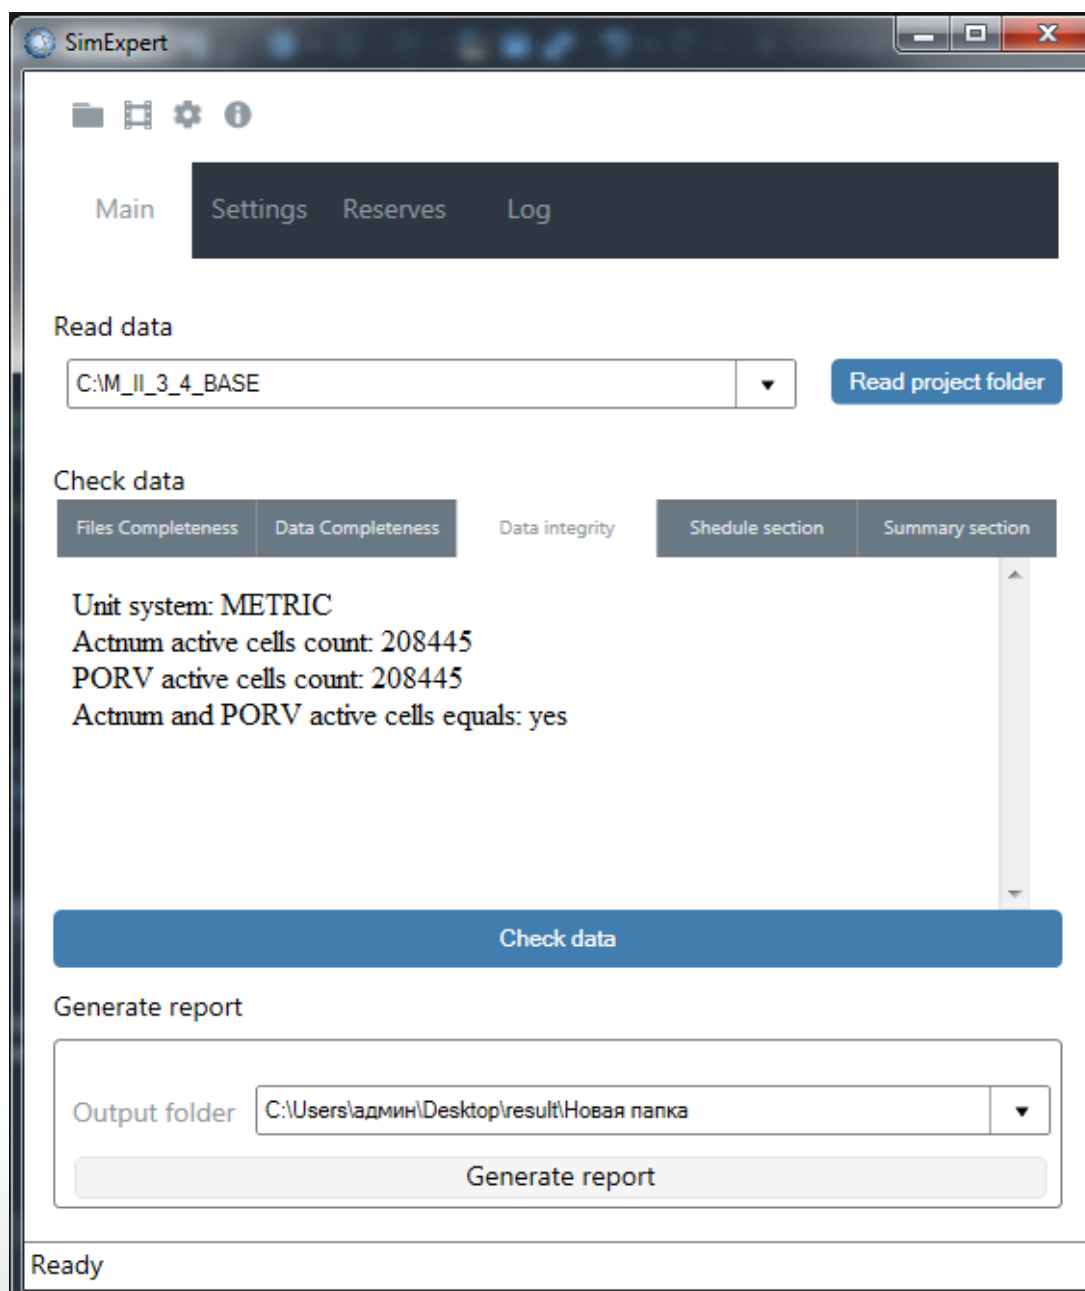 SimExpert
Main Settings Reserves Log
Read data
C:\M_II_3_4_BASE
Read project folder
Check data
Files Completeness Data Completeness Data integrity Shedule section Summary section
Unit system: METRIC
Actnum active cells count: 208445
PORV active cells count: 208445
Actnum and PORV active cells equals: yes
Check data
Generate report
Output folder C:\Users\админ\Desktop\result\Новая папка
Generate report
Ready